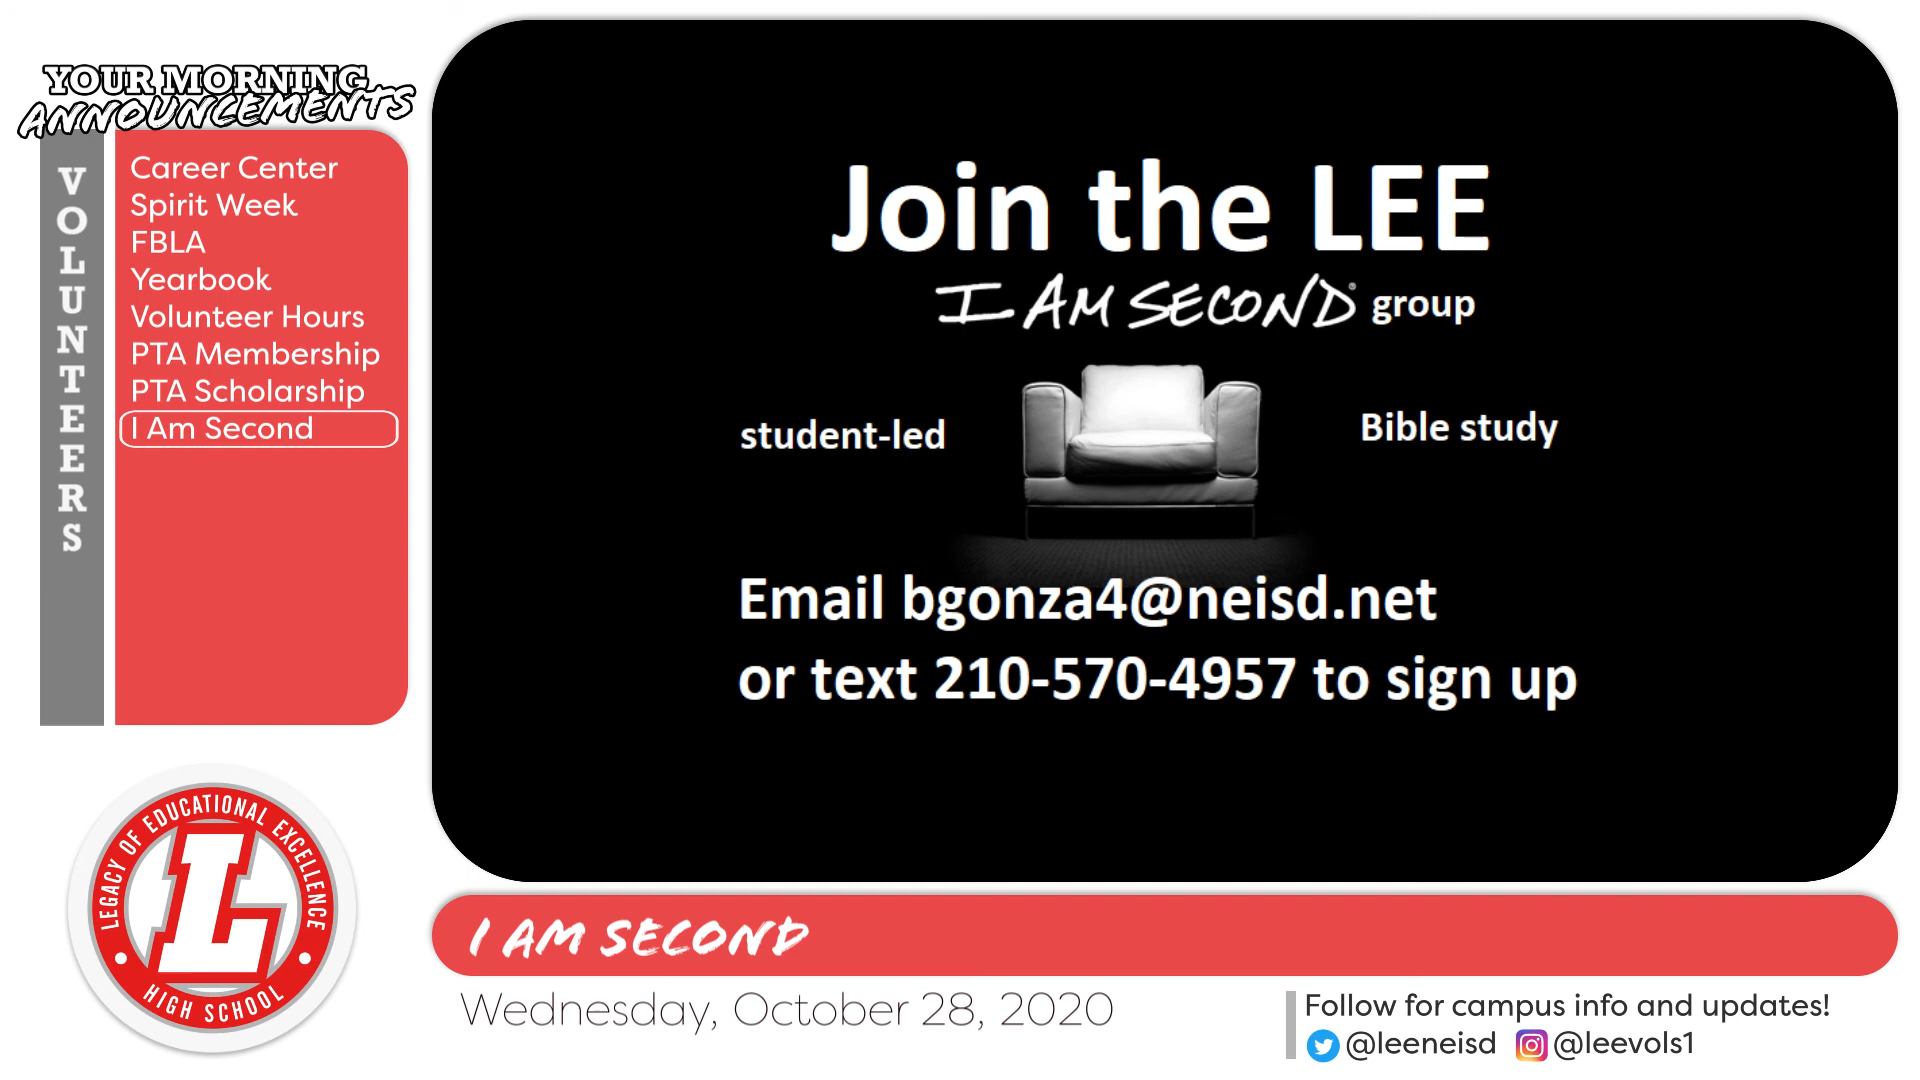 YOUR MORNING
ANNOUNCEMENTS
VOLUNTEERS
Career Center
Spirit Week
FBLA
Yearbook
Volunteer Hours
PTA Membership
PTA Scholarship
I Am Second
LEGACY OF EDUCATIONAL EXCELLENCE
L
HIGH SCHOOL
Join the LEE
I AM SECOND® group
student-led
Bible study
Email bgonza4@neisd.net
or text 210-570-4957 to sign up
I AM SECOND
Wednesday, October 28, 2020
Follow for campus info and updates!
@leeneisd @leevols1